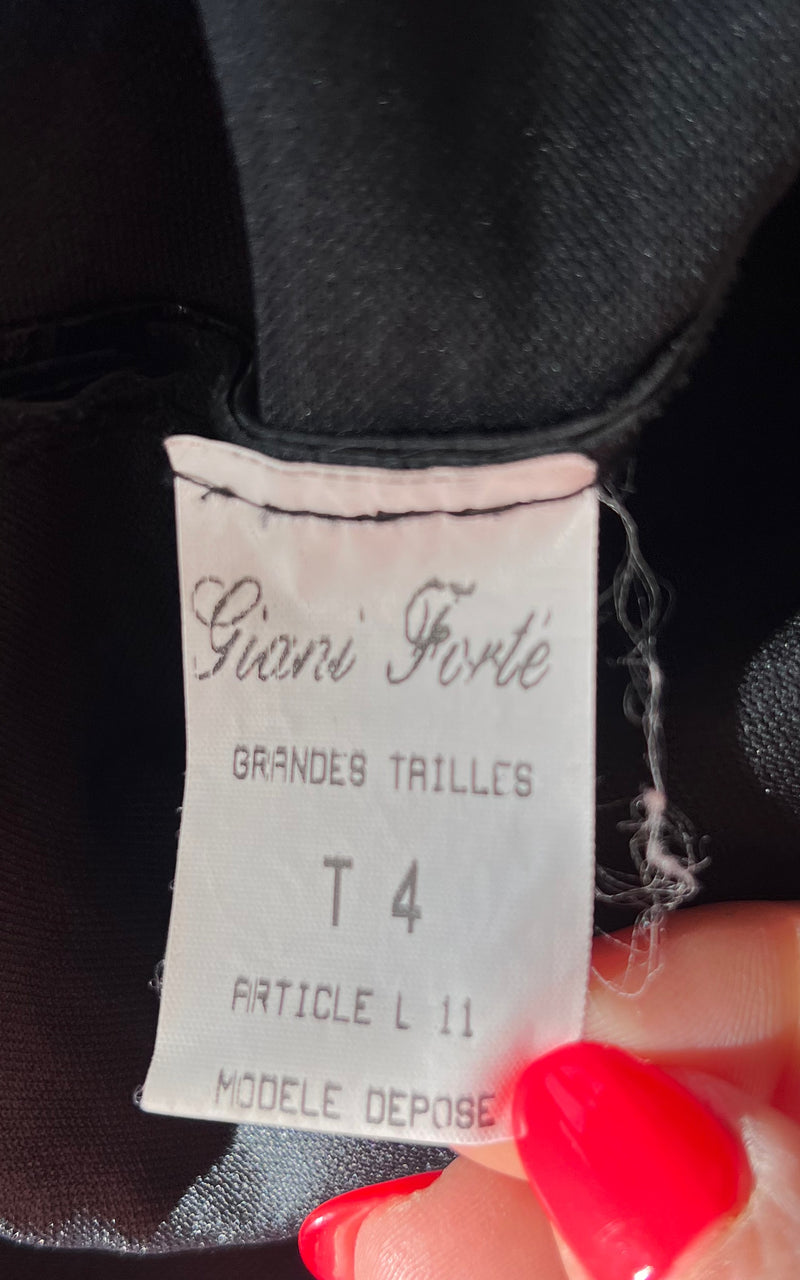 Giani Forté
GRANDES TAILLES
T 4
ARTICLE L 11
MODELE DEPOSE